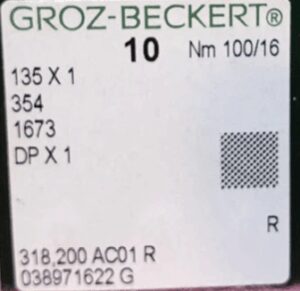 GROZ-BECKERT®
10 Nm 100/16
135 X 1
354
1673
DP X 1
R
318,200 AC01 R
038971622 G